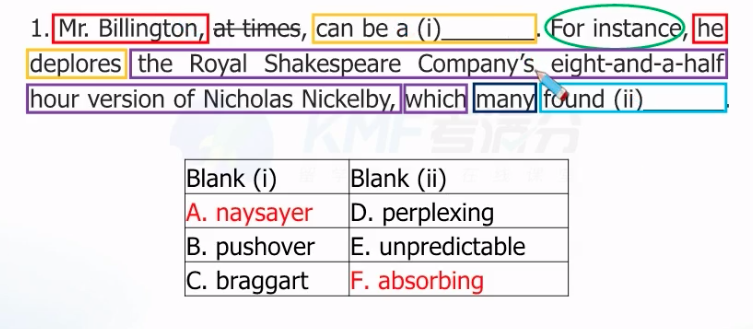 1. Mr. Billington, at times, can be a (i)________. For instance, he
deplores the Royal Shakespeare Company's eight-and-a-half
hour version of Nicholas Nickelby, which many found (ii)_______.
KMF考满分
Blank (i) Blank (ii)
A. naysayer D. perplexing
B. pushover E. unpredictable
C. braggart F. absorbing